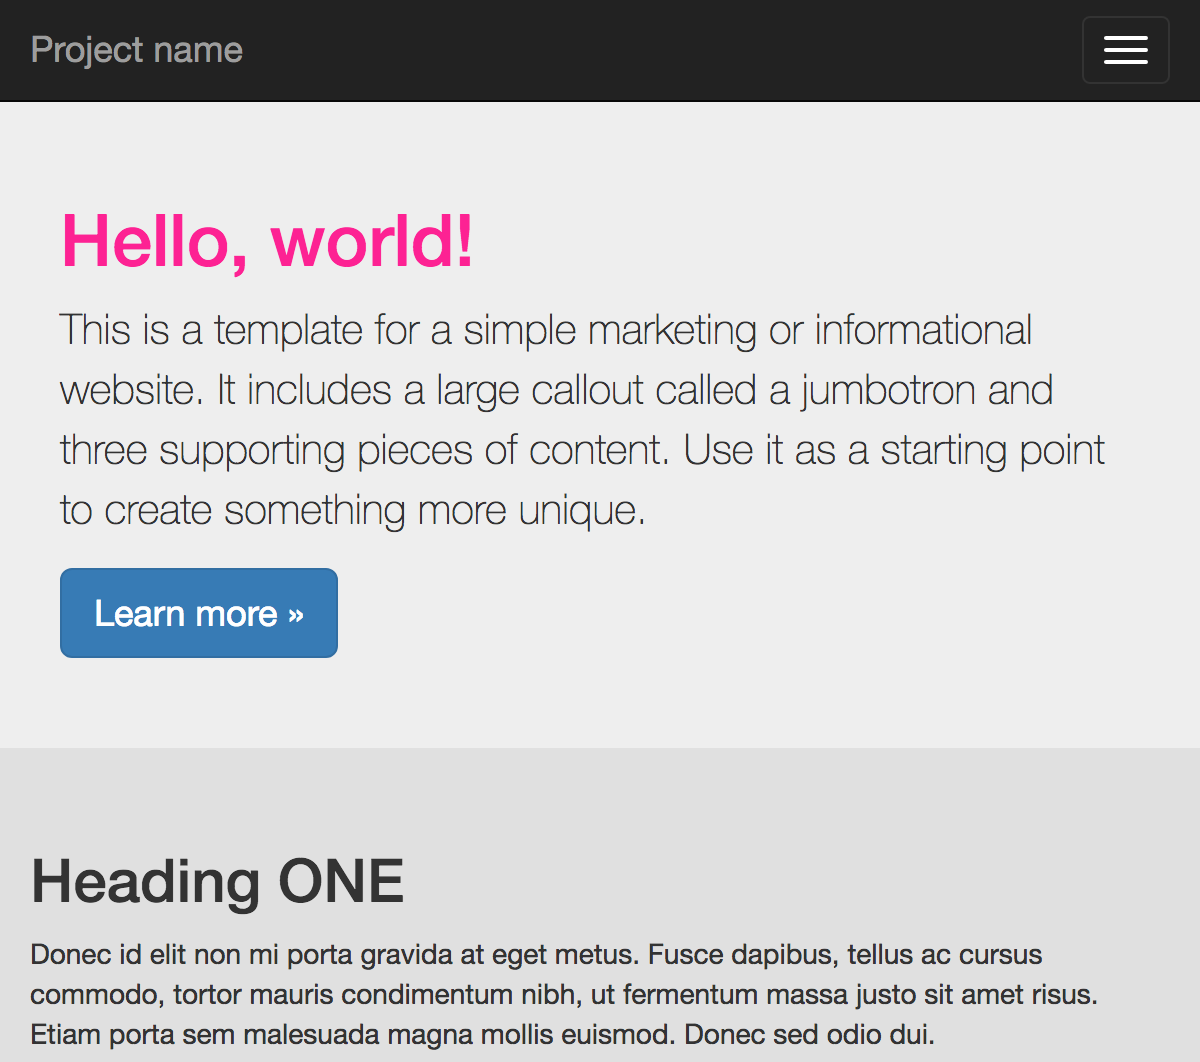 Project name
Hello, world!
This is a template for a simple marketing or informational
website. It includes a large callout called a jumbotron and
three supporting pieces of content. Use it as a starting point
to create something more unique.
Learn more »
Heading ONE
Donec id elit non mi porta gravida at eget metus. Fusce dapibus, tellus ac cursus
commodo, tortor mauris condimentum nibh, ut fermentum massa justo sit amet risus.
Etiam porta sem malesuada magna mollis euismod. Donec sed odio dui.